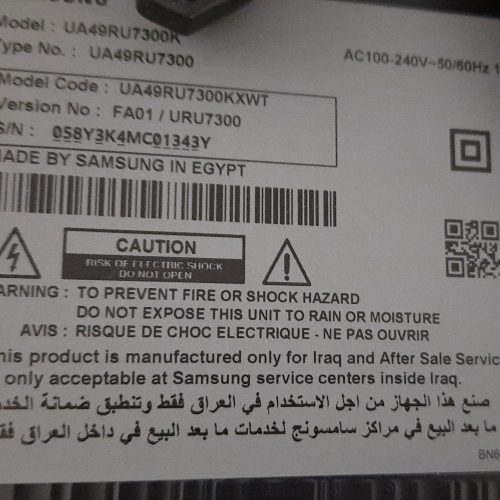 Model : UA49RU7300K
Type No. : UA49RU7300
AC100-240V~50/60Hz
Model Code : UA49RU7300KXWT
Version No : FA01 / URU7300
S/N : 058Y3K4MC01343Y
MADE BY SAMSUNG IN EGYPT
CAUTION
RISK OF ELECTRIC SHOCK
DO NOT OPEN
WARNING : TO PREVENT FIRE OR SHOCK HAZARD
DO NOT EXPOSE THIS UNIT TO RAIN OR MOISTURE
AVIS : RISQUE DE CHOC ELECTRIQUE - NE PAS OUVRIR
This product is manufactured only for Iraq and After Sale Servic
only acceptable at Samsung service centers inside Iraq.
صنع هذا الجهاز من اجل الاستخدام في العراق فقط وتنطبق ضمانة الخد
ما بعد البيع في مراكز سامسونج لخدمات ما بعد البيع في داخل العراق فق
BN6